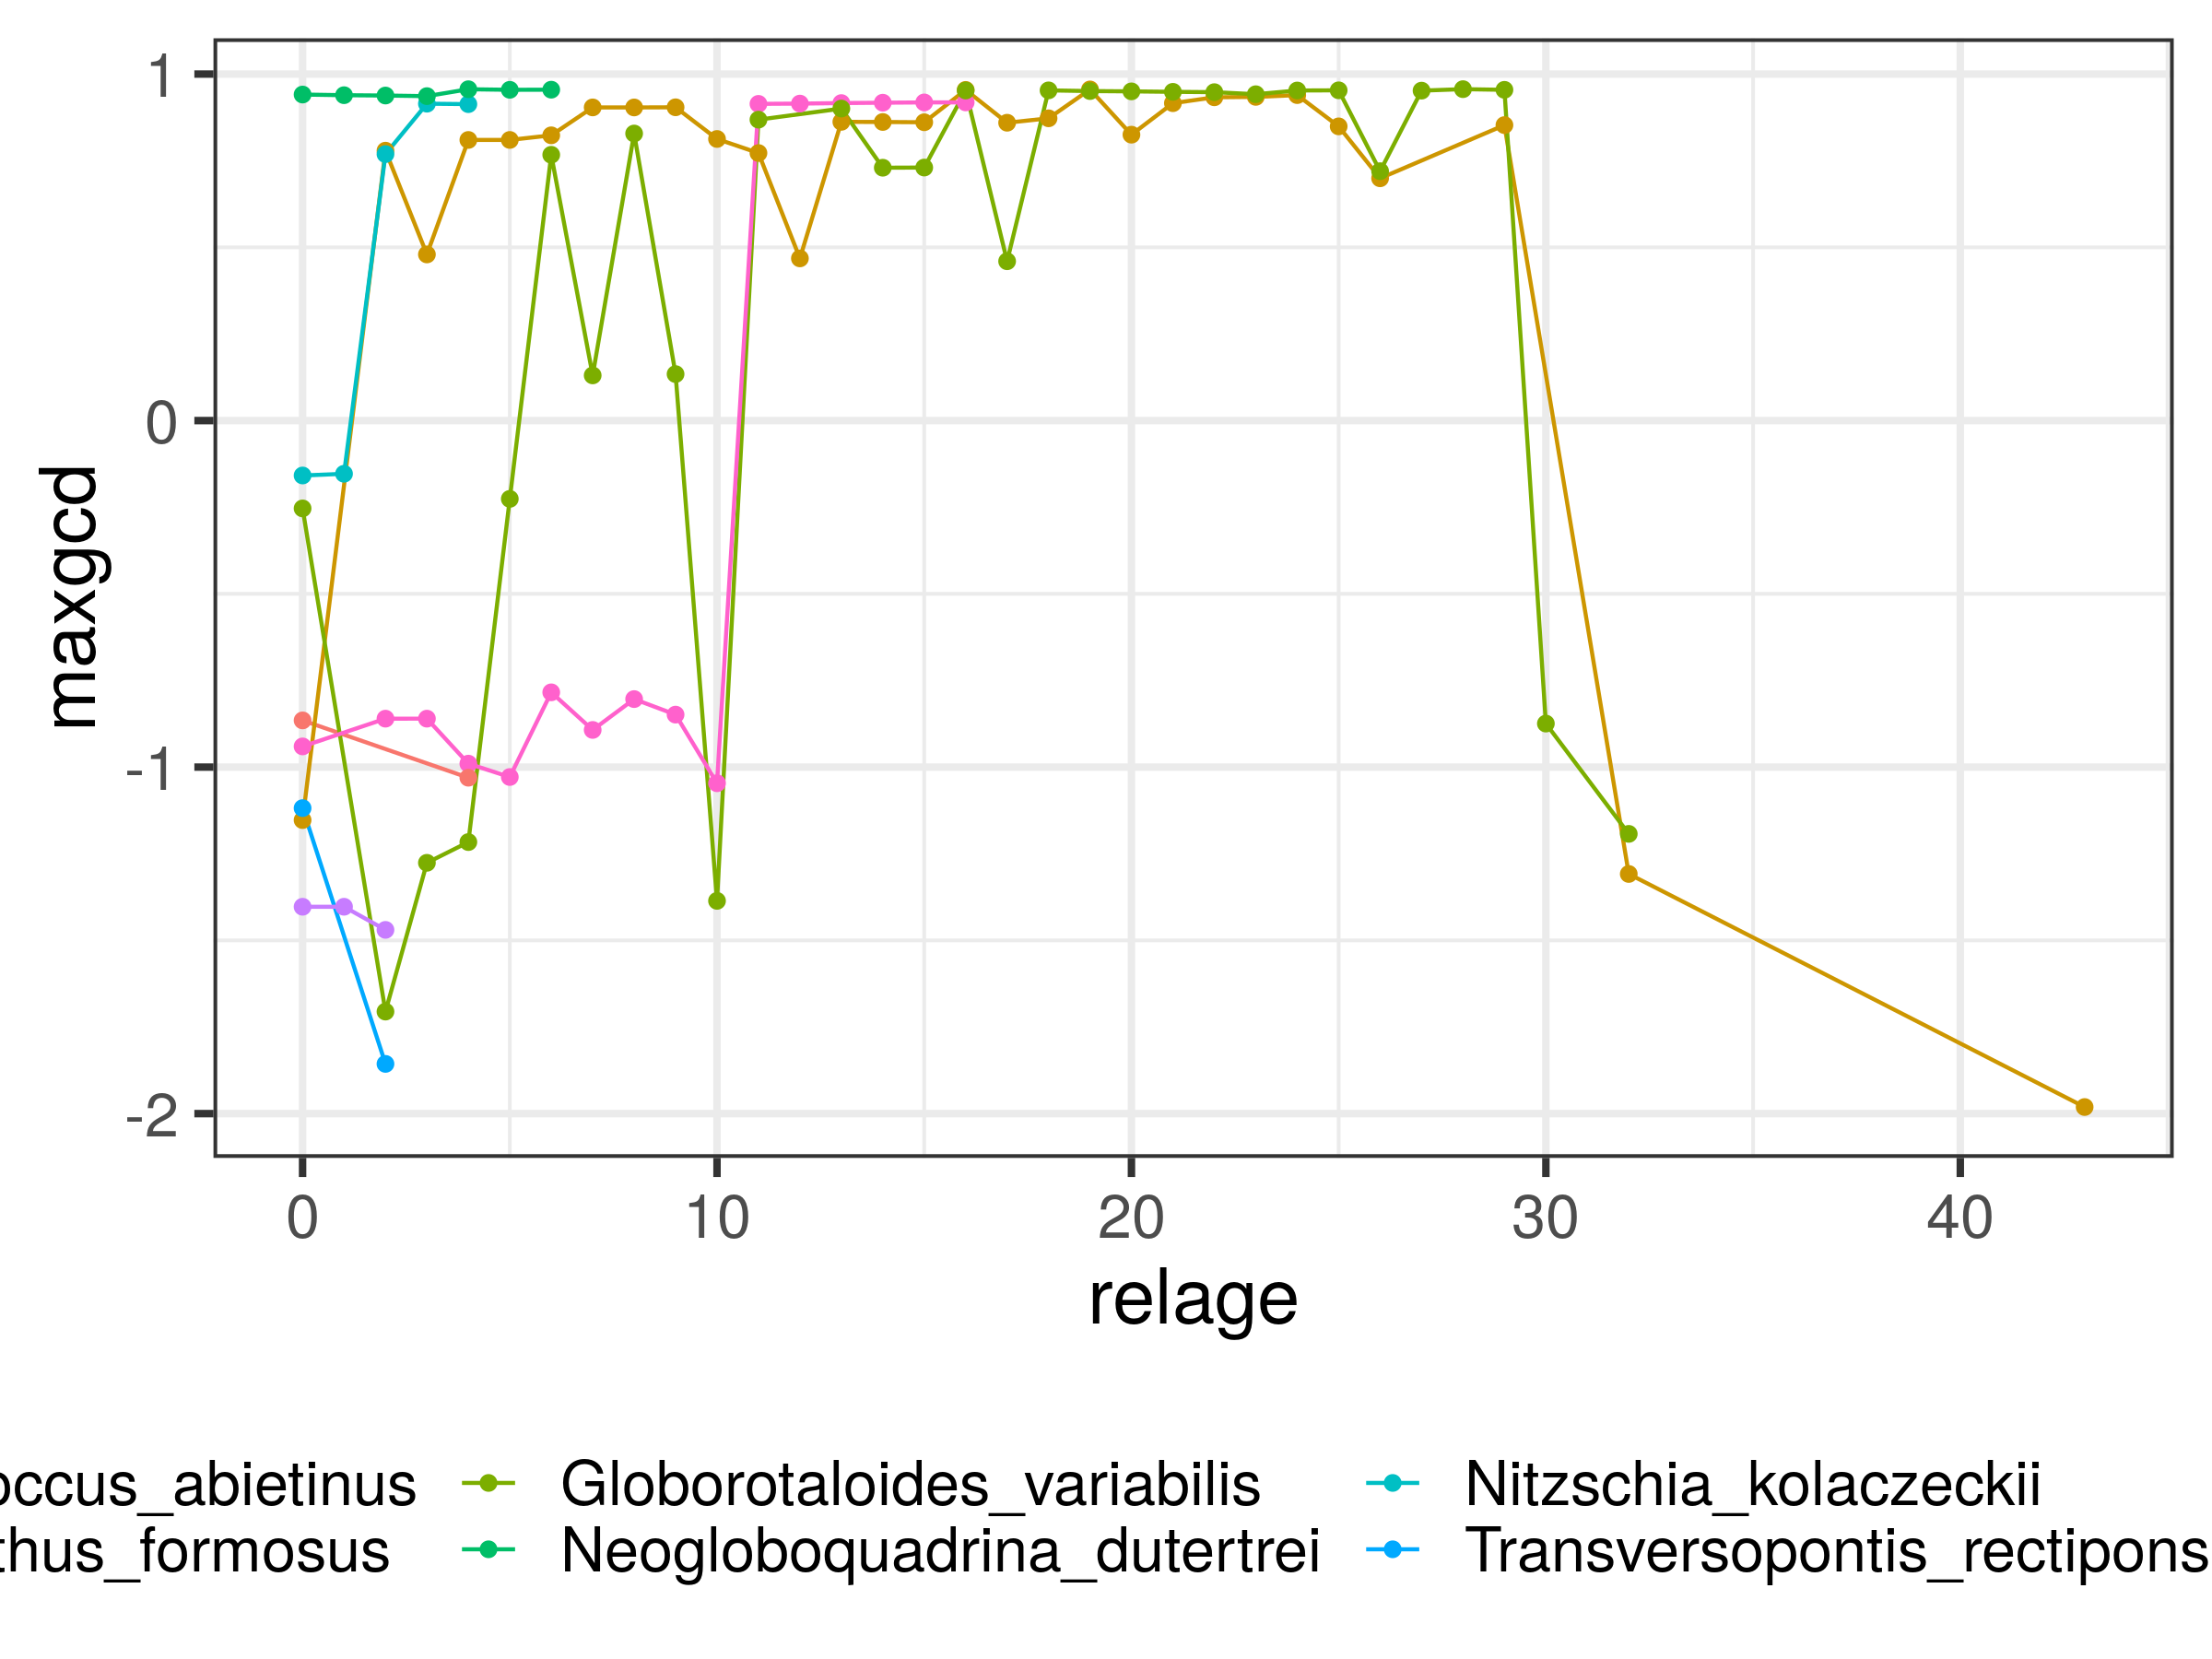 1
0
-1
-2
maxgcd
0 10 20 30 40
relage
occus_abietinus Globorotaloides_variabilis Nitzschia_kolaczeckii
thus_formosus Neogloboquadrina_dutertrei Transversopontis_rectipons